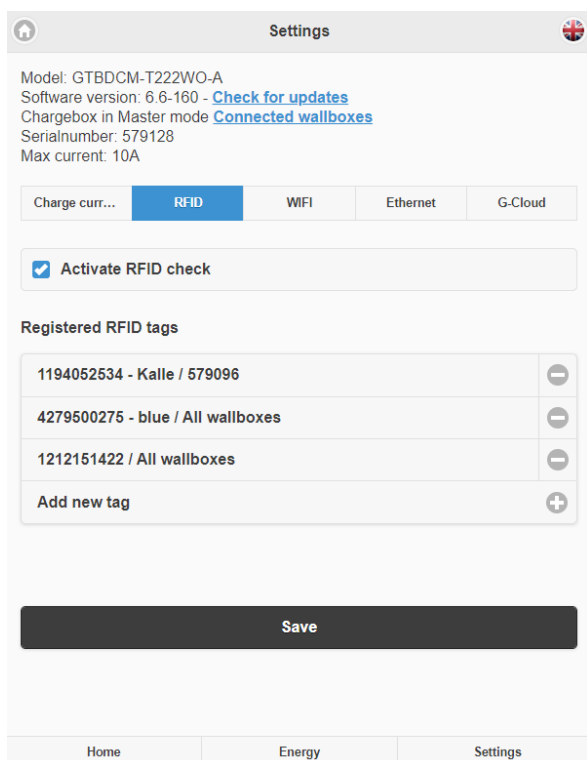 Settings
Model: GTBDCM-T222WO-A
Software version: 6.6-160 - Check for updates
Chargebox in Master mode Connected wallboxes
Serialnumber: 579128
Max current: 10A
Charge curr... RFID WIFI Ethernet G-Cloud
Activate RFID check
Registered RFID tags
1194052534 - Kalle / 579096
4279500275 - blue / All wallboxes
1212151422 / All wallboxes
Add new tag
Save
Home Energy Settings